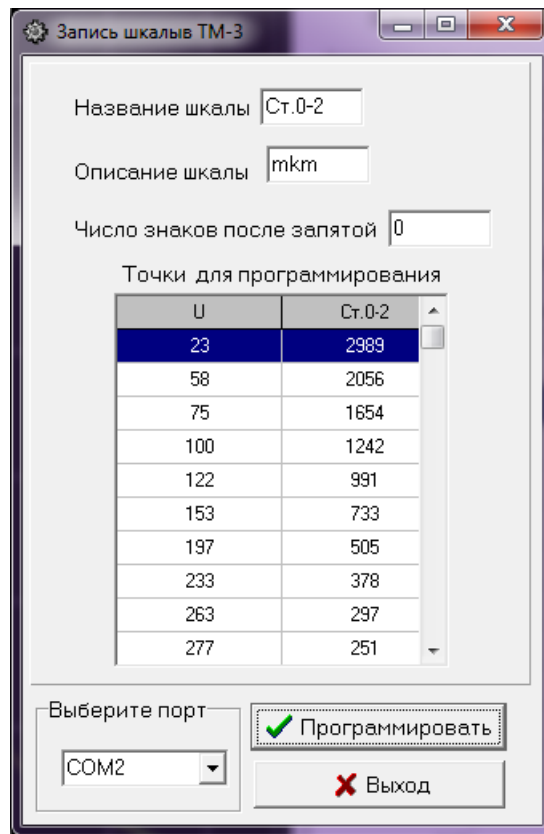 Запись шкалыв ТМ-3
Название шкалы Ст.0-2
Описание шкалы mkm
Число знаков после запятой 0
Точки для программирования
U Ст.0-2
23 2989
58 2056
75 1654
100 1242
122 991
153 733
197 505
233 378
263 297
277 251
Выберите порт
COM2
Программировать
Выход